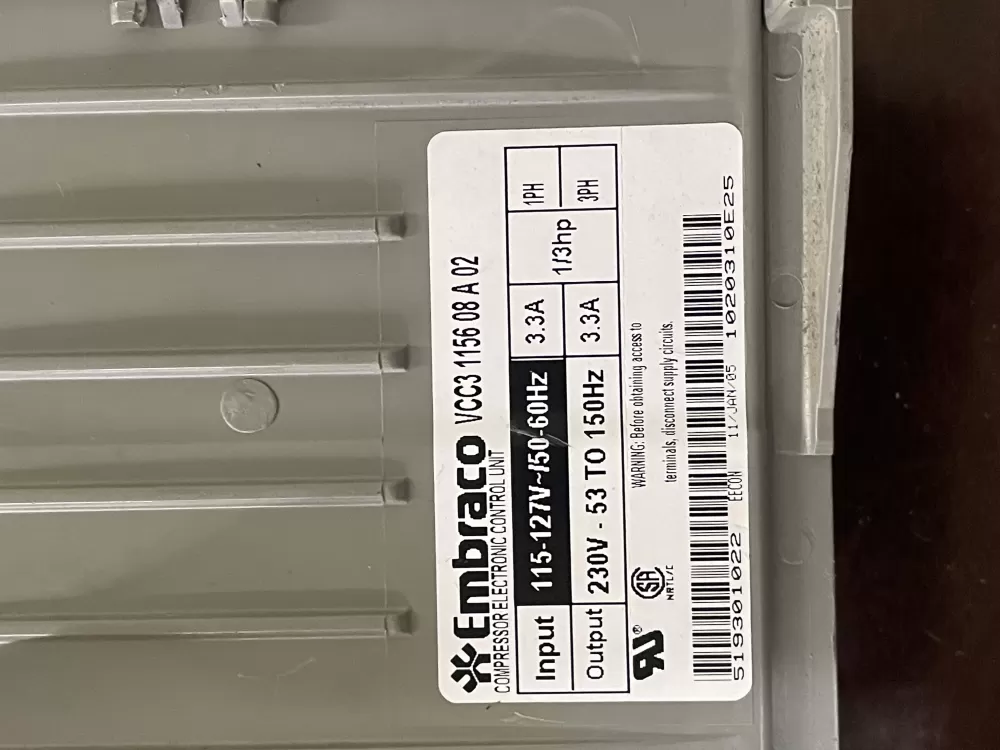 Embraco VCC3 1156 08 A 02
COMPRESSOR ELECTRONIC CONTROL UNIT
Input 115-127V~/50-60Hz 3.3A 1/3hp 1PH
Output 230V - 53 TO 150Hz 3.3A 3PH
WARNING: Before obtaining access to
terminals, disconnect supply circuits.
RU® SA
NRTL/C
519301022 EECON 11/JAN/05 1020310E25